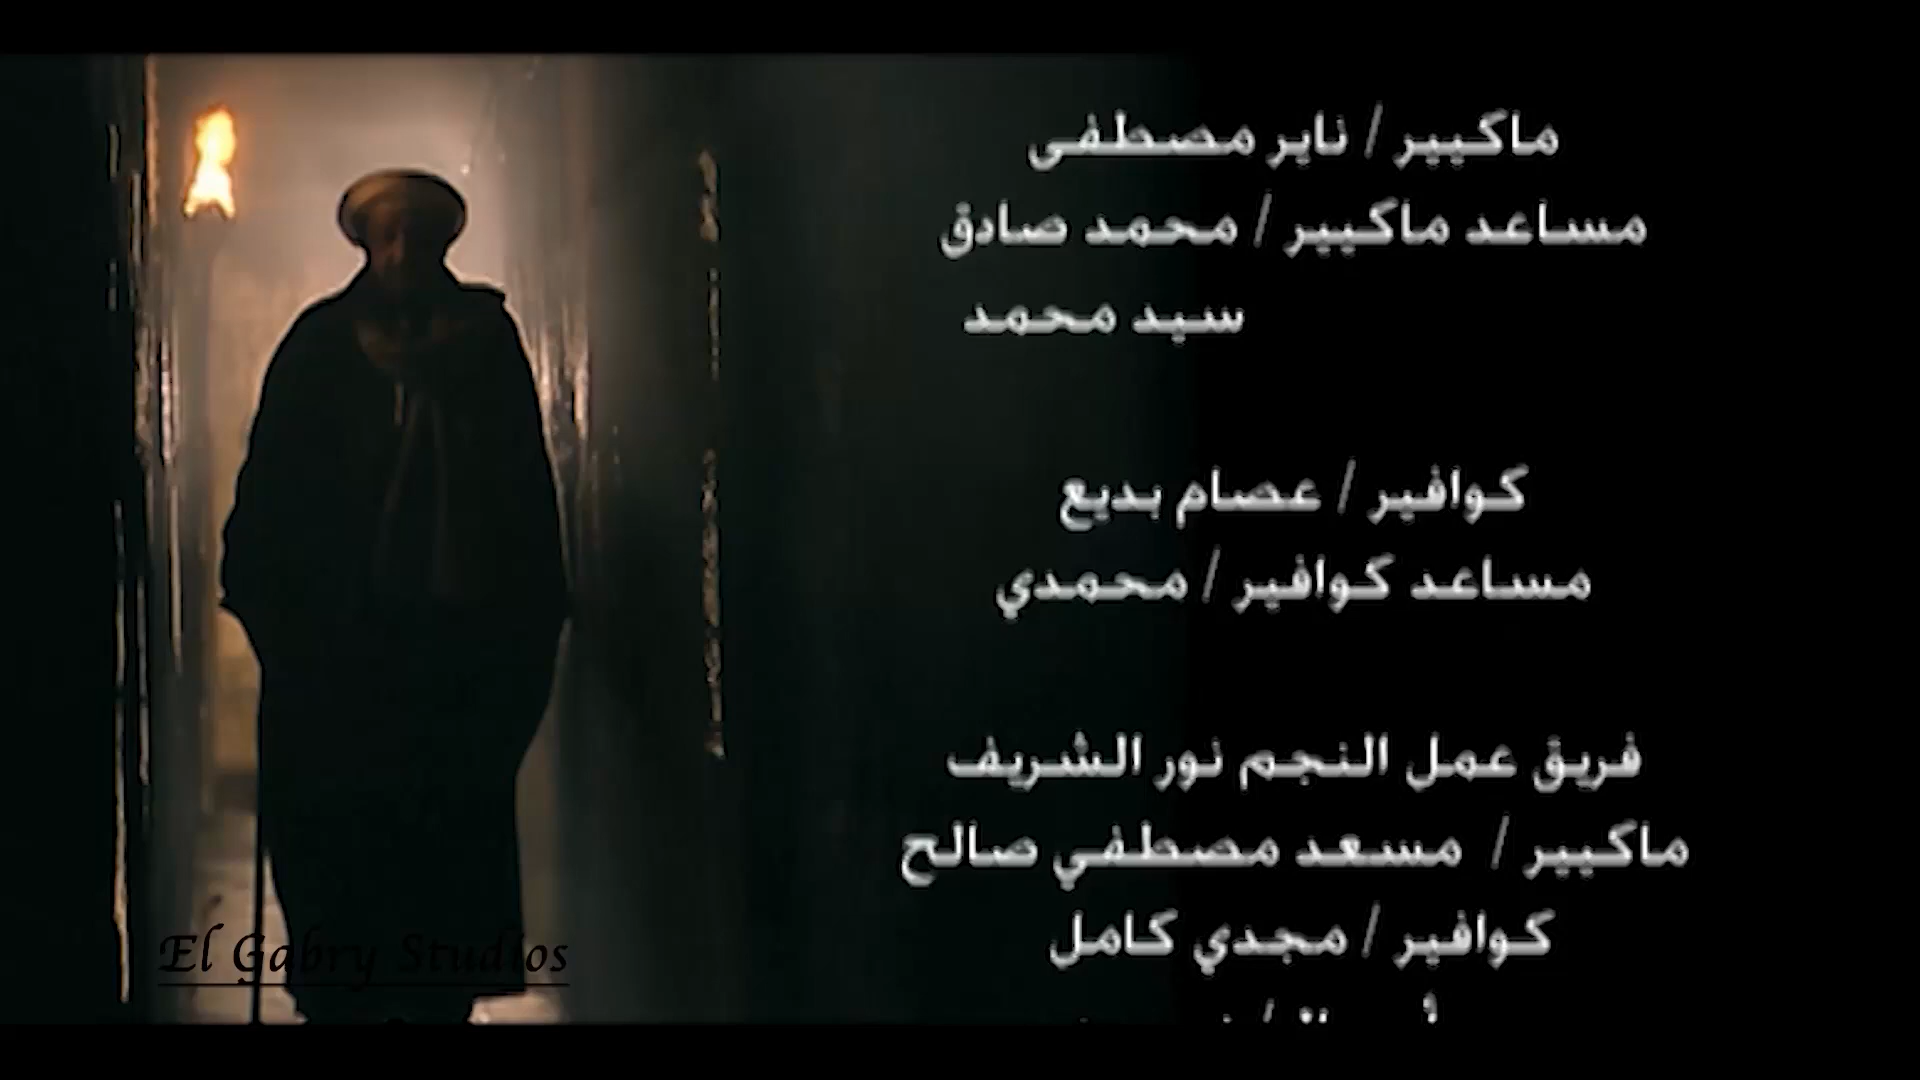 ماكيير / ناير مصطفى
مساعد ماكيير / محمد صادق
سيد محمد
كوافير / عصام بديع
مساعد كوافير / محمدي
فريق عمل النجم نور الشريف
ماكيير / مسعد مصطفي صالح
كوافير / مجدي كامل
El Gabry Studios